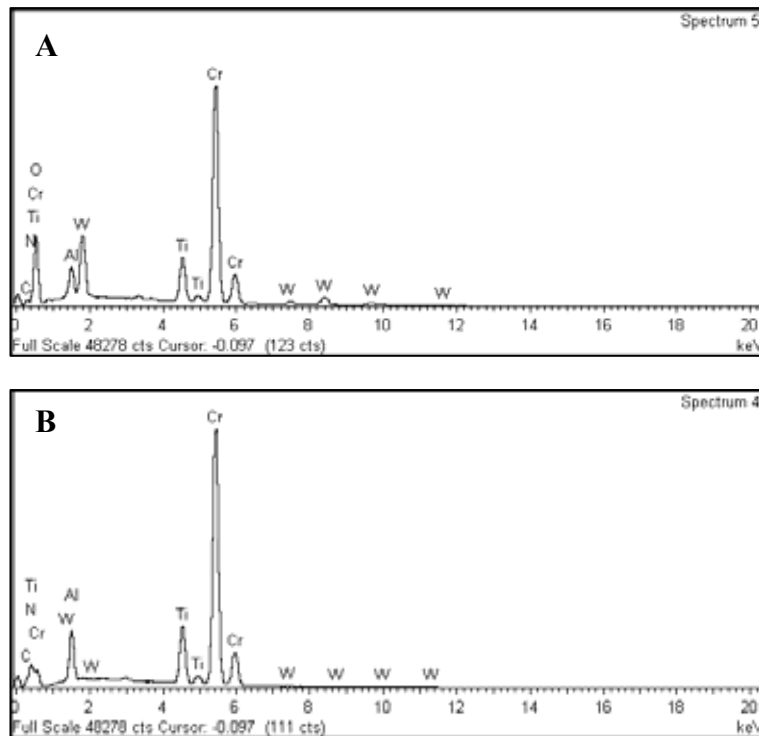 Spectrum 5
A
Cr
O
Cr
Ti
N
C
Al
W
Ti
Ti
Cr
W
W
W
W
0 2 4 6 8 10 12 14 16 18 20
Full Scale 48278 cts Cursor: -0.097 (123 cts) keV
Spectrum 4
B
Cr
Ti
N
Cr
C
Al
W
W
Ti
Ti
Cr
W
W
W
W
0 2 4 6 8 10 12 14 16 18 20
Full Scale 48278 cts Cursor: -0.097 (111 cts) keV